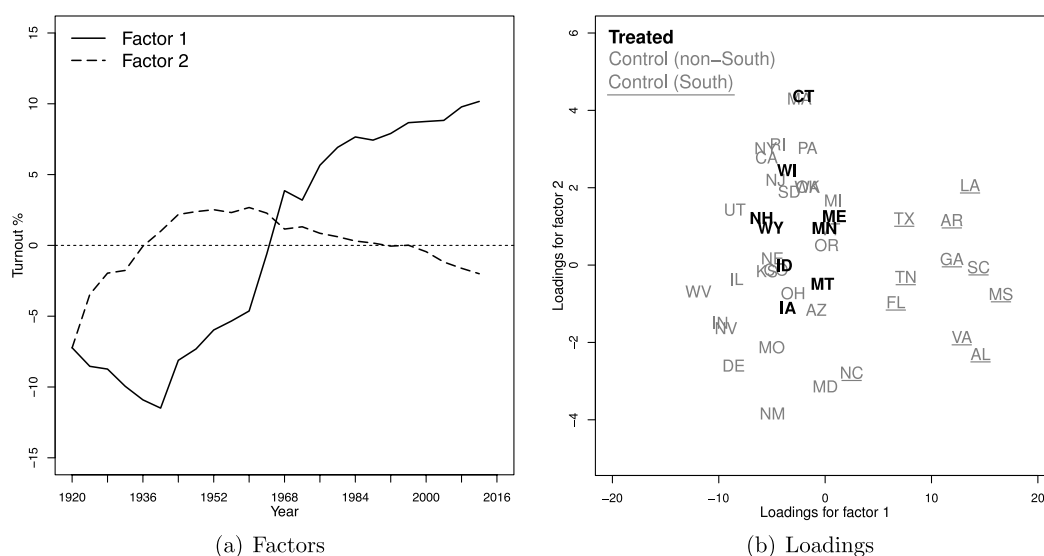 15
10
5
0
−5
−10
−15
Turnout %
Factor 1
Factor 2
1920
1936
1952
1968
1984
2000
2016
Year
(a) Factors
6
4
2
0
−2
−4
Loadings for factor 2
Treated
Control (non−South)
Control (South)
CT
MA
NY
RI
PA
CA
WI
NJ
SD
MI
LA
UT
NH
ME
TX
AR
WY
MN
OR
NE
GA
KS
ID
SC
IL
MT
TN
WV
OH
MS
IA
AZ
FL
IN
NV
VA
MO
AL
DE
NC
MD
NM
−20
−10
0
10
20
Loadings for factor 1
(b) Loadings